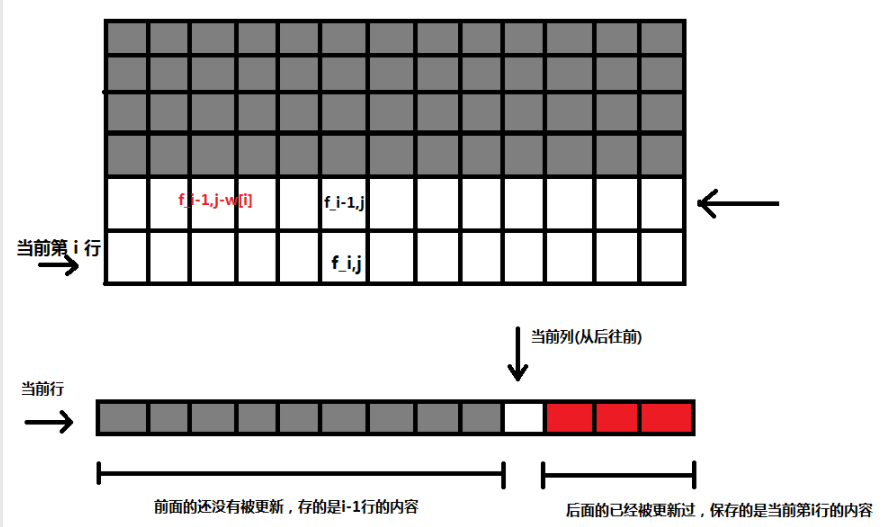 f_i-1,j-w[i]
f_i-1,j
当前第 i 行
f_i,j
当前列(从后往前)
当前行
前面的还没有被更新，存的是i-1行的内容
后面的已经被更新过，保存的是当前第i行的内容